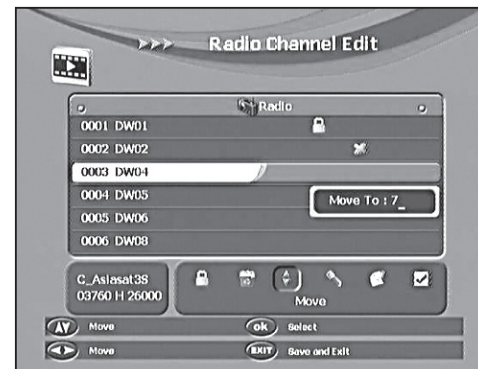 >>> Radio Channel Edit
Radio
0001 DW01
0002 DW02
0003 DW04
0004 DW05
Move To : 7_
0005 DW06
0006 DW08
C_Asiasat3S
03760 H 26000
Move
Move
ok Select
Move
EXIT Save and Exit